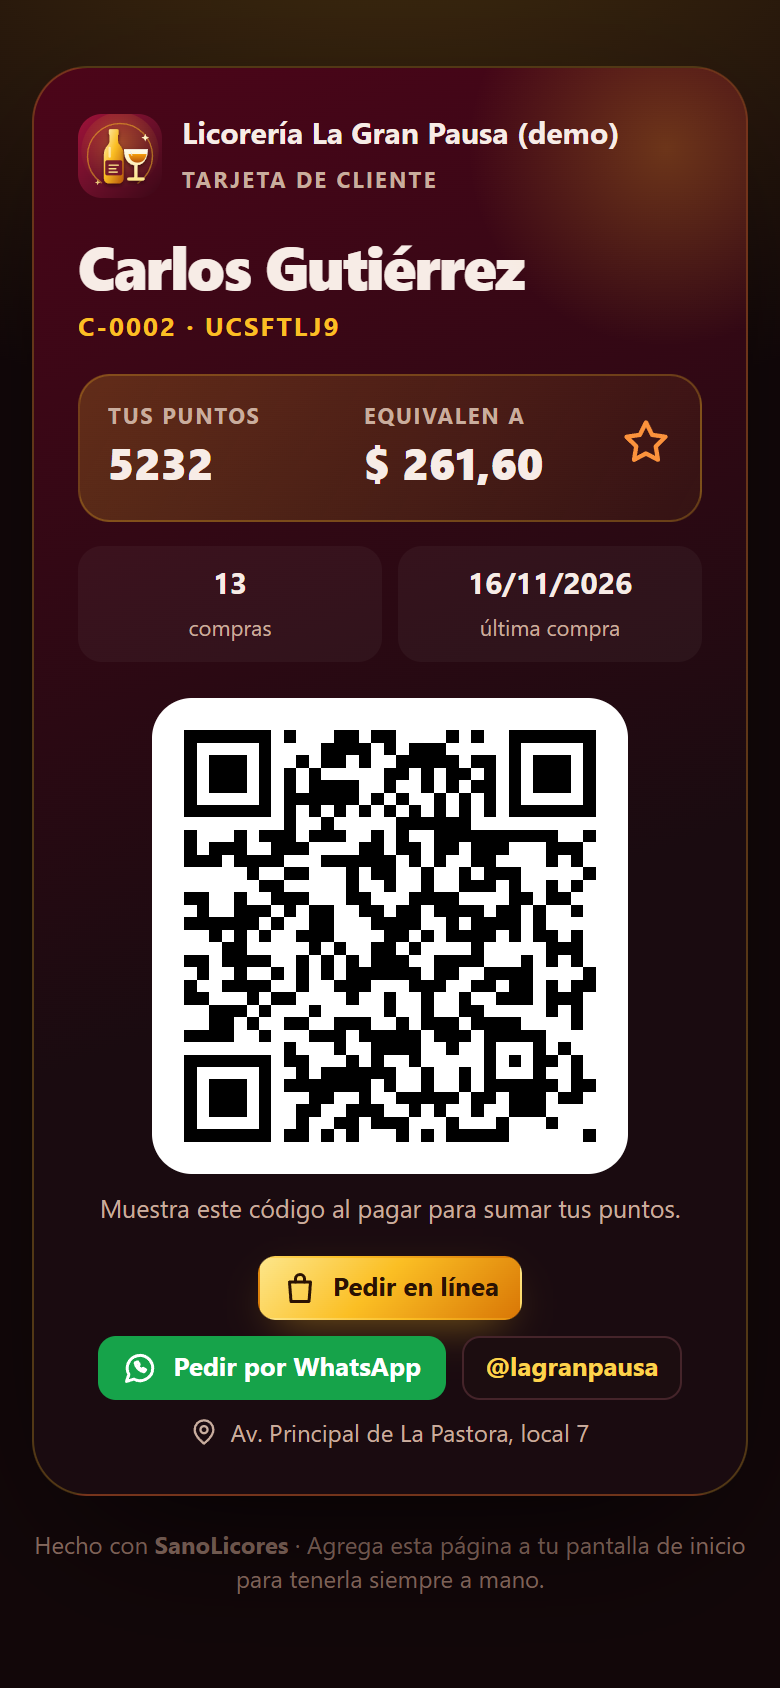 Licorería La Gran Pausa (demo)
TARJETA DE CLIENTE
Carlos Gutiérrez
C-0002 · UCSFTLJ9
TUS PUNTOS
5232
EQUIVALEN A
$ 261,60
13
compras
16/11/2026
última compra
Muestra este código al pagar para sumar tus puntos.
Pedir en línea
Pedir por WhatsApp
@lagranpausa
Av. Principal de La Pastora, local 7
Hecho con SanoLicores · Agrega esta página a tu pantalla de inicio
para tenerla siempre a mano.